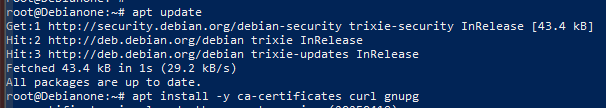 root@Debianone:~# apt update
Get:1 http://security.debian.org/debian-security trixie-security InRelease [43.4 kB]
Hit:2 http://deb.debian.org/debian trixie InRelease
Hit:3 http://deb.debian.org/debian trixie-updates InRelease
Fetched 43.4 kB in 1s (29.2 kB/s)
All packages are up to date.
root@Debianone:~# apt install -y ca-certificates curl gnupg